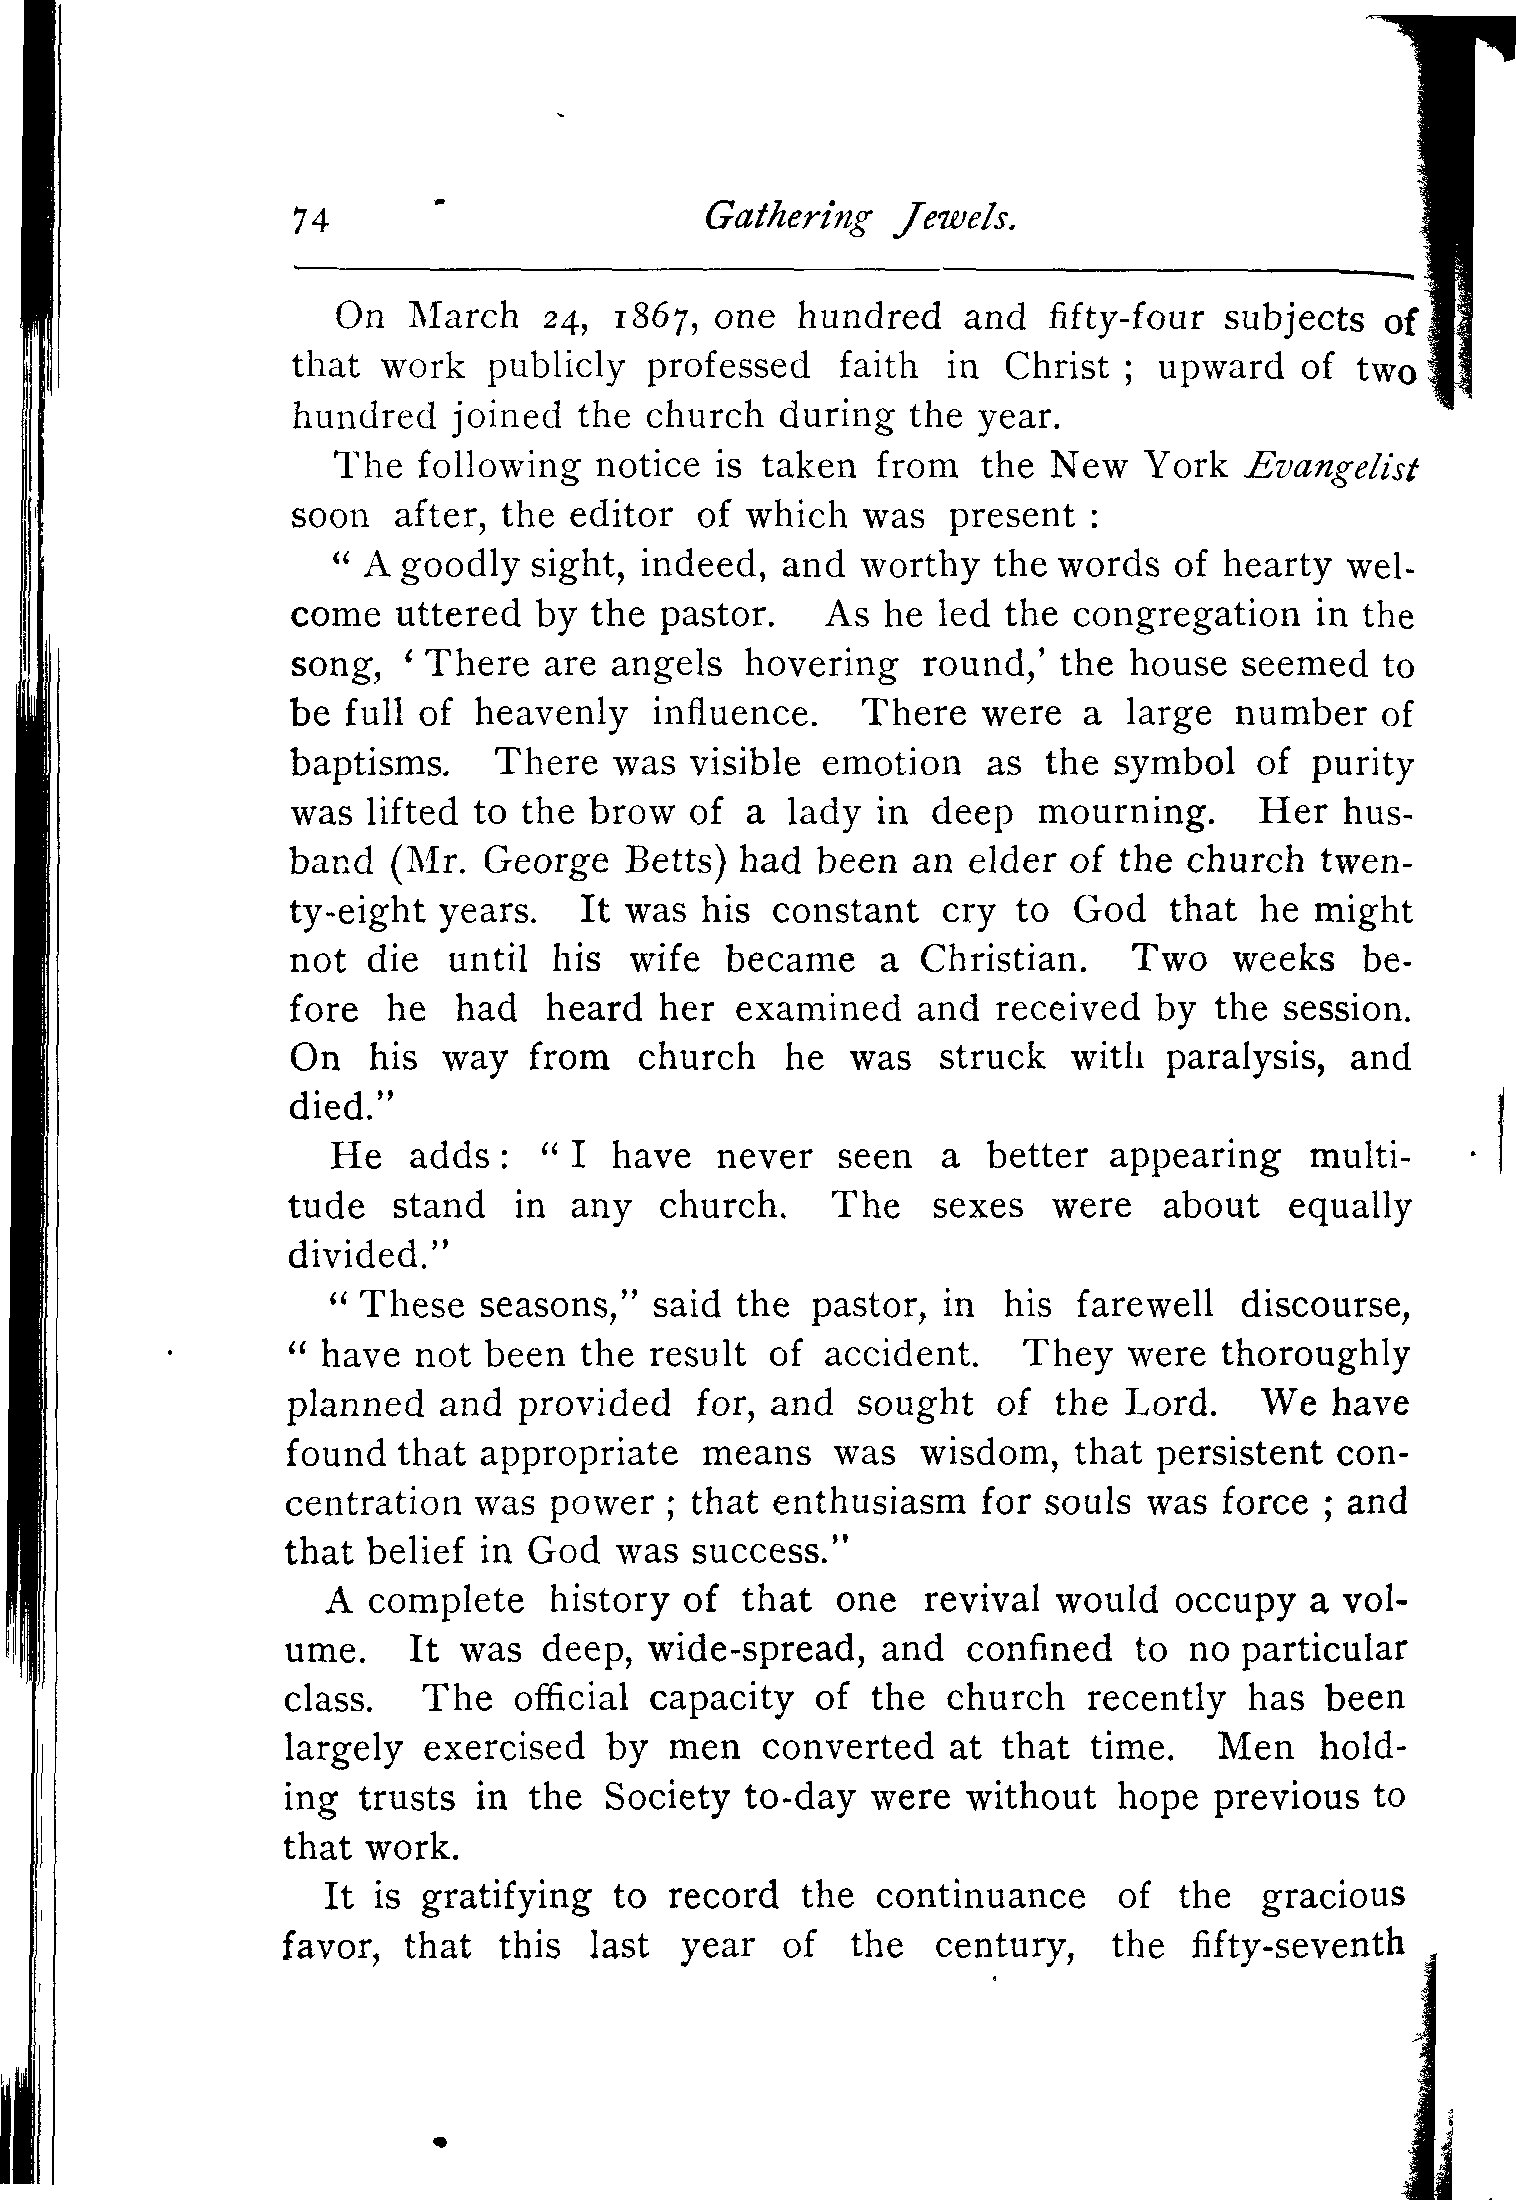 74 Gathering Jewels.
On March 24, 1867, one hundred and fifty-four subjects of
that work publicly professed faith in Christ ; upward of two
hundred joined the church during the year.
The following notice is taken from the New York Evangelist
soon after, the editor of which was present :
“ A goodly sight, indeed, and worthy the words of hearty wel-
come uttered by the pastor. As he led the congregation in the
song, ‘ There are angels hovering round,’ the house seemed to
be full of heavenly influence. There were a large number of
baptisms. There was visible emotion as the symbol of purity
was lifted to the brow of a lady in deep mourning. Her hus-
band (Mr. George Betts) had been an elder of the church twen-
ty-eight years. It was his constant cry to God that he might
not die until his wife became a Christian. Two weeks be-
fore he had heard her examined and received by the session.
On his way from church he was struck with paralysis, and
died.”
He adds : “ I have never seen a better appearing multi-
tude stand in any church. The sexes were about equally
divided.”
“ These seasons,” said the pastor, in his farewell discourse,
“ have not been the result of accident. They were thoroughly
planned and provided for, and sought of the Lord. We have
found that appropriate means was wisdom, that persistent con-
centration was power ; that enthusiasm for souls was force ; and
that belief in God was success.”
A complete history of that one revival would occupy a vol-
ume. It was deep, wide-spread, and confined to no particular
class. The official capacity of the church recently has been
largely exercised by men converted at that time. Men hold-
ing trusts in the Society to-day were without hope previous to
that work.
It is gratifying to record the continuance of the gracious
favor, that this last year of the century, the fifty-seventh